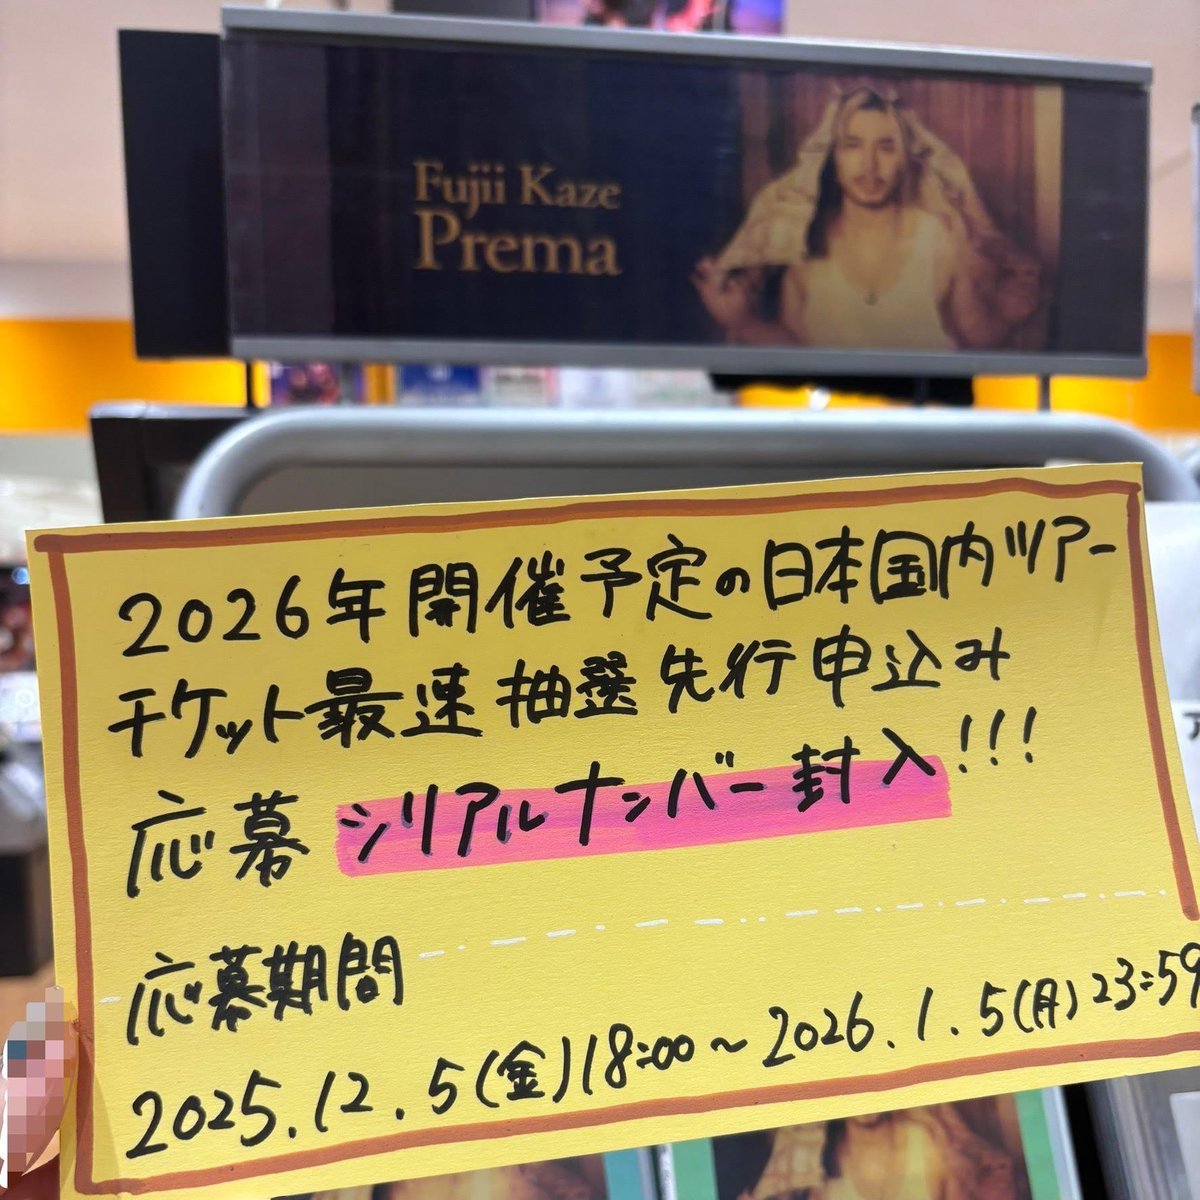 Fujii Kaze
Prema
2026年開催予定の日本国内ツアー
チケット最速抽選先行申込み
応募シリアルナンバー封入!!!
応募期間
2025.12.5(金)18:00~2026.1.5(月)23:59